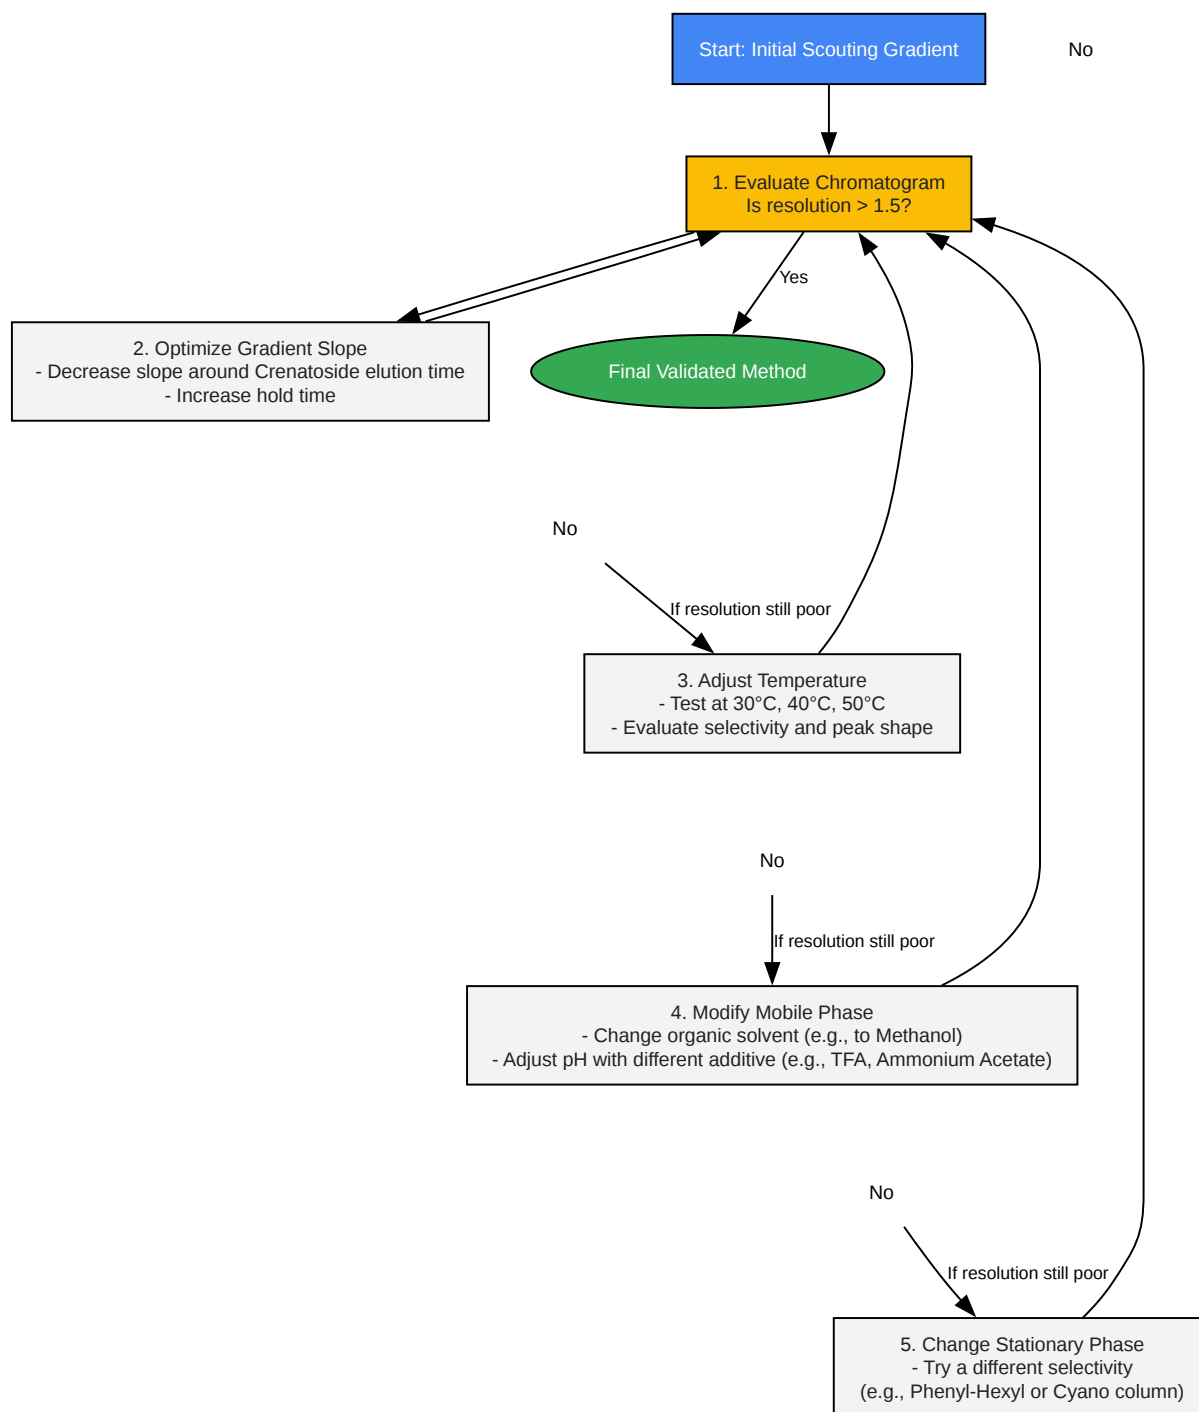 Start: Initial Scouting Gradient
No
1. Evaluate Chromatogram
Is resolution > 1.5?
Yes
2. Optimize Gradient Slope
- Decrease slope around Crenatoside elution time
- Increase hold time
Final Validated Method
No
If resolution still poor
3. Adjust Temperature
- Test at 30°C, 40°C, 50°C
- Evaluate selectivity and peak shape
No
If resolution still poor
4. Modify Mobile Phase
- Change organic solvent (e.g., to Methanol)
- Adjust pH with different additive (e.g., TFA, Ammonium Acetate)
No
If resolution still poor
5. Change Stationary Phase
- Try a different selectivity
(e.g., Phenyl-Hexyl or Cyano column)